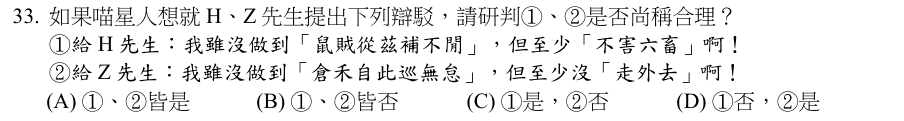 33. 如果喵星人想就 H、Z 先生提出下列辯駁,請研判①、②是否尚稱合理?
①給 H 先生:我雖沒做到「鼠賊從茲補不閒」,但至少「不害六畜」啊!
②給 Z 先生:我雖沒做到「倉禾自此巡無怠」,但至少沒「走外去」啊!
(A) ①、②皆是 (B) ①、②皆否 (C) ①是,②否 (D) ①否,②是